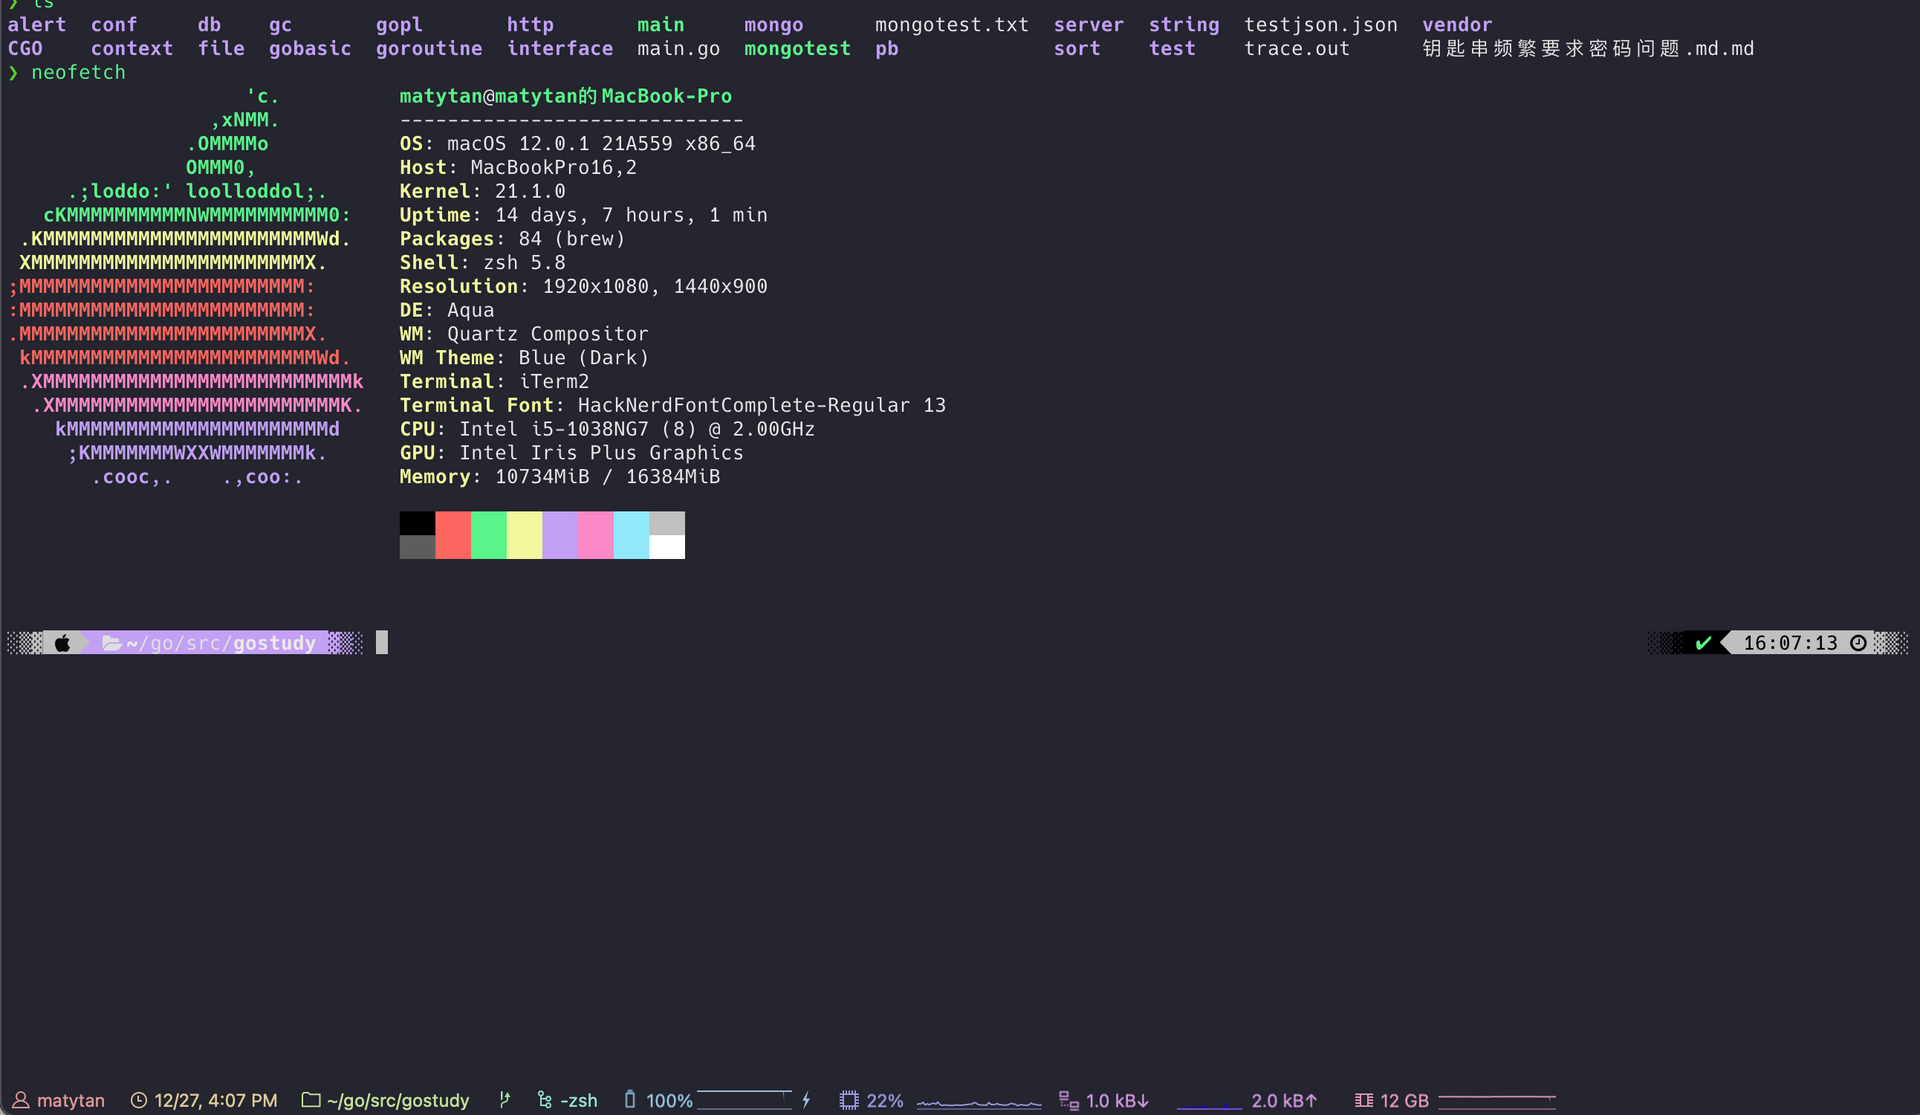 ❯ ls
alert  conf     db    gc       gopl       http       main     mongo      mongotest.txt  server  string  testjson.json  vendor
CGO    context  file  gobasic  goroutine  interface  main.go  mongotest  pb             sort    test    trace.out      钥匙串频繁要求密码问题.md.md
❯ neofetch
                    'c.          matytan@matytan的MacBook-Pro
                 ,xNMM.          -----------------------------
               .OMMMMo           OS: macOS 12.0.1 21A559 x86_64
               OMMM0,            Host: MacBookPro16,2
     .;loddo:' loolloddol;.      Kernel: 21.1.0
   cKMMMMMMMMMMNWMMMMMMMMMM0:    Uptime: 14 days, 7 hours, 1 min
 .KMMMMMMMMMMMMMMMMMMMMMMMWd.    Packages: 84 (brew)
 XMMMMMMMMMMMMMMMMMMMMMMMX.      Shell: zsh 5.8
;MMMMMMMMMMMMMMMMMMMMMMMM:       Resolution: 1920x1080, 1440x900
:MMMMMMMMMMMMMMMMMMMMMMMM:       DE: Aqua
.MMMMMMMMMMMMMMMMMMMMMMMMX.      WM: Quartz Compositor
 kMMMMMMMMMMMMMMMMMMMMMMMMWd.    WM Theme: Blue (Dark)
 .XMMMMMMMMMMMMMMMMMMMMMMMMMMk   Terminal: iTerm2
  .XMMMMMMMMMMMMMMMMMMMMMMMMK.   Terminal Font: HackNerdFontComplete-Regular 13
    kMMMMMMMMMMMMMMMMMMMMMMd     CPU: Intel i5-1038NG7 (8) @ 2.00GHz
     ;KMMMMMMMWXXWMMMMMMMk.      GPU: Intel Iris Plus Graphics
       .cooc,.    .,coo:.        Memory: 10734MiB / 16384MiB
~/go/src/gostudy ✔ 16:07:13
matytan 12/27, 4:07 PM ~/go/src/gostudy -zsh 100% 22% 1.0 kB↓ 2.0 kB↑ 12 GB